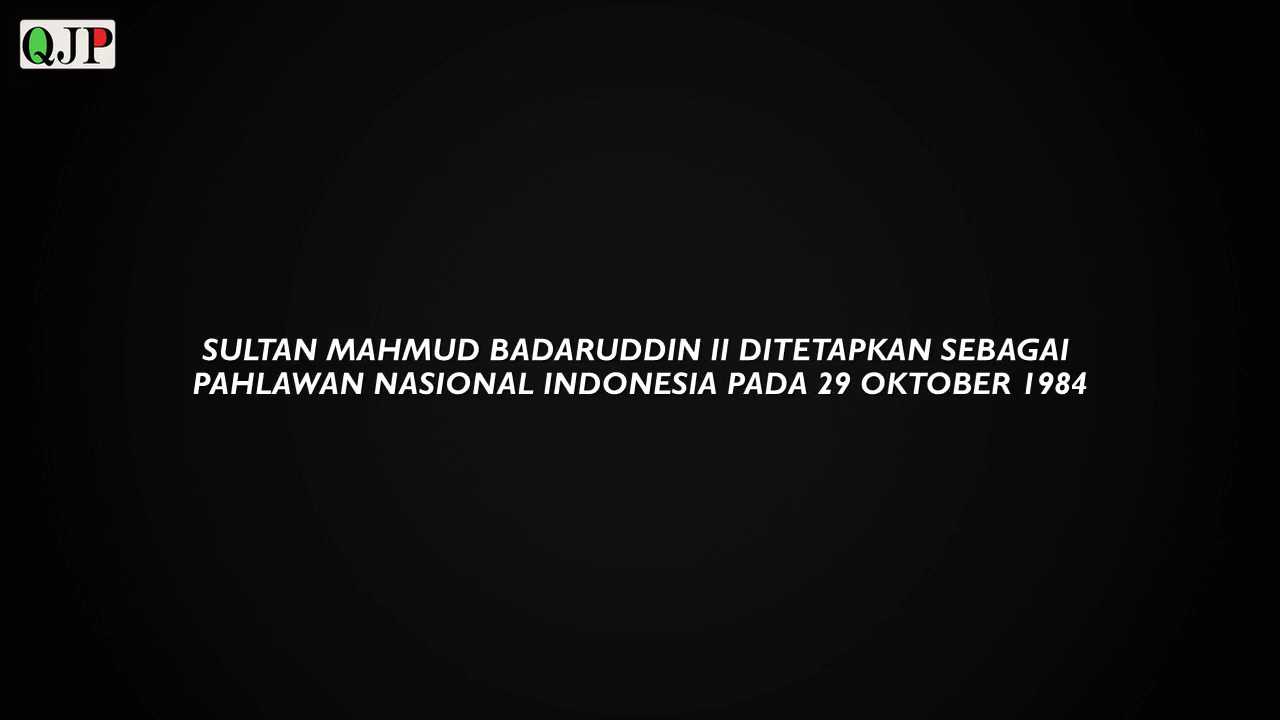 QJP
SULTAN MAHMUD BADARUDDIN II DITETAPKAN SEBAGAI
PAHLAWAN NASIONAL INDONESIA PADA 29 OKTOBER 1984